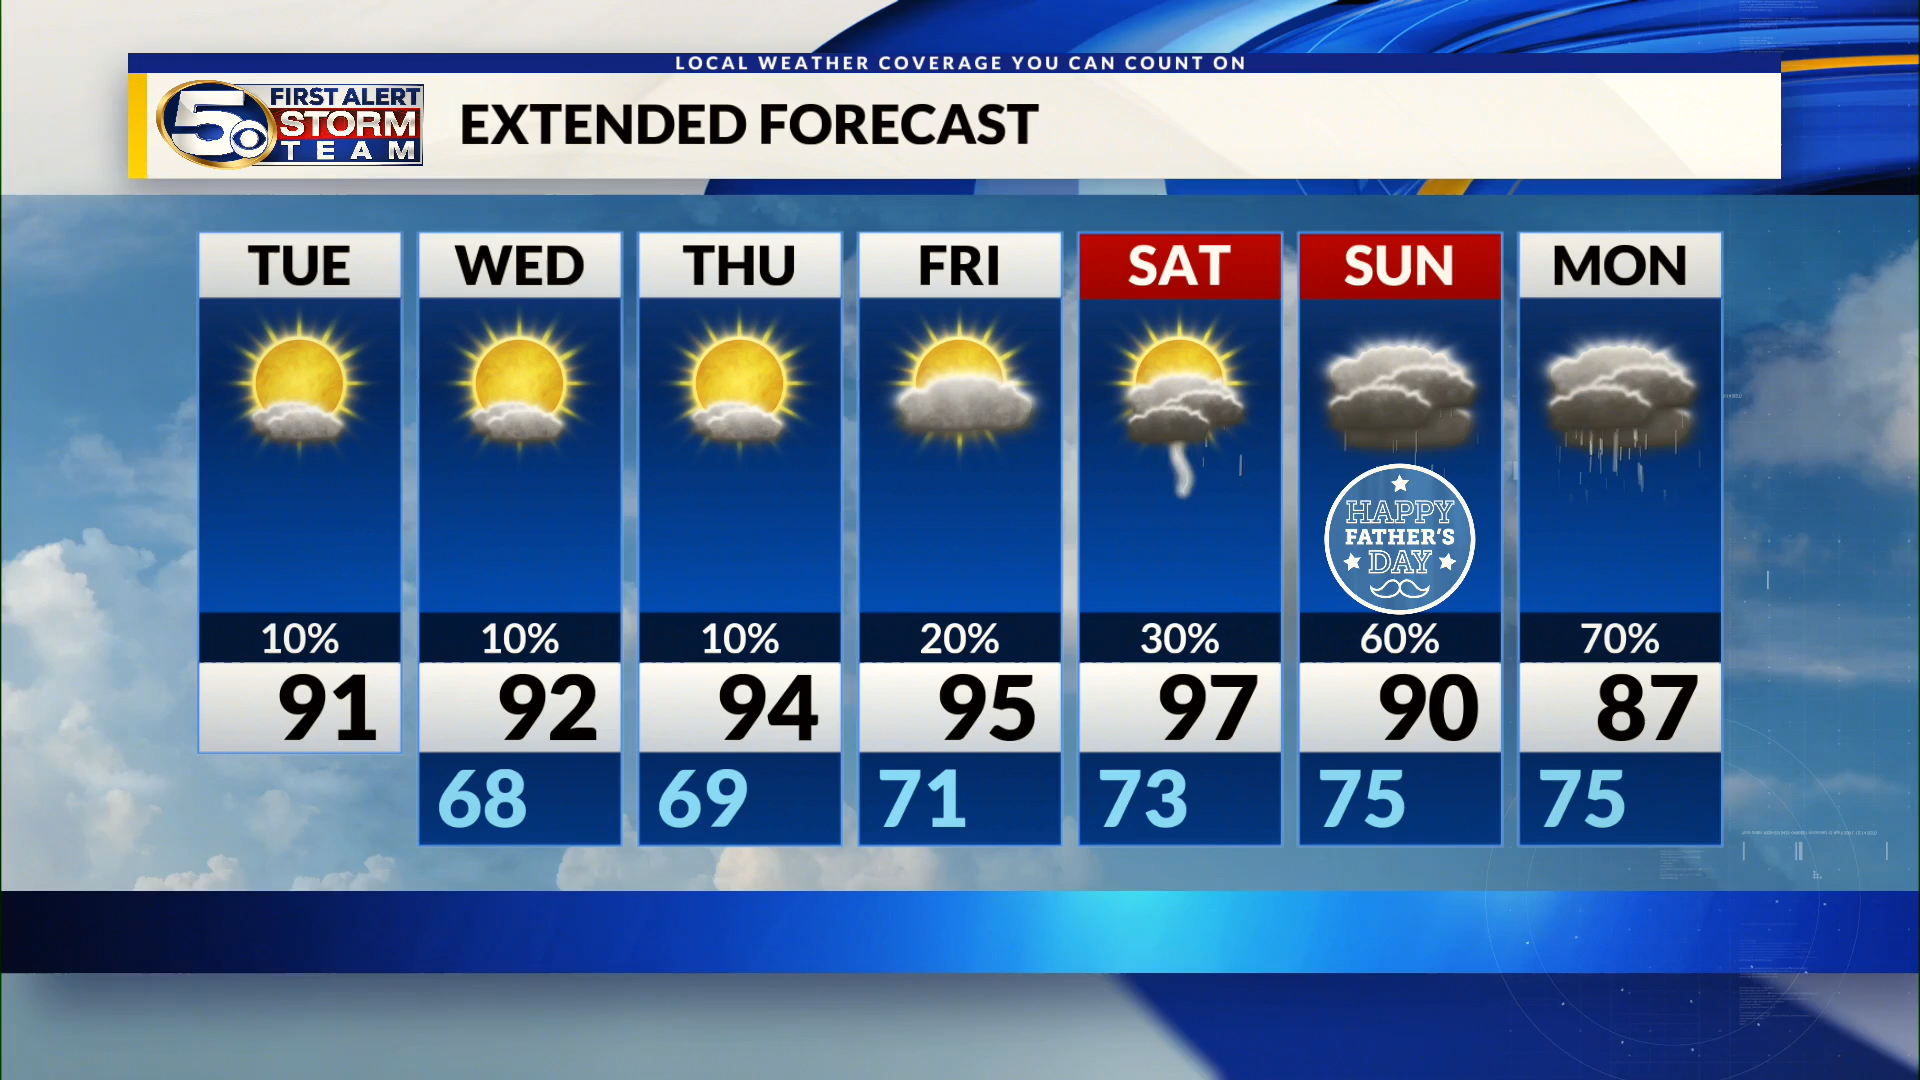 LOCAL WEATHER COVERAGE YOU CAN COUNT ON
5
FIRST ALERT
STORM
TEAM
EXTENDED FORECAST
TUE WED THU FRI SAT SUN MON
HAPPY
FATHER'S
DAY
10% 10% 10% 20% 30% 60% 70%
91 92 94 95 97 90 87
68 69 71 73 75 75